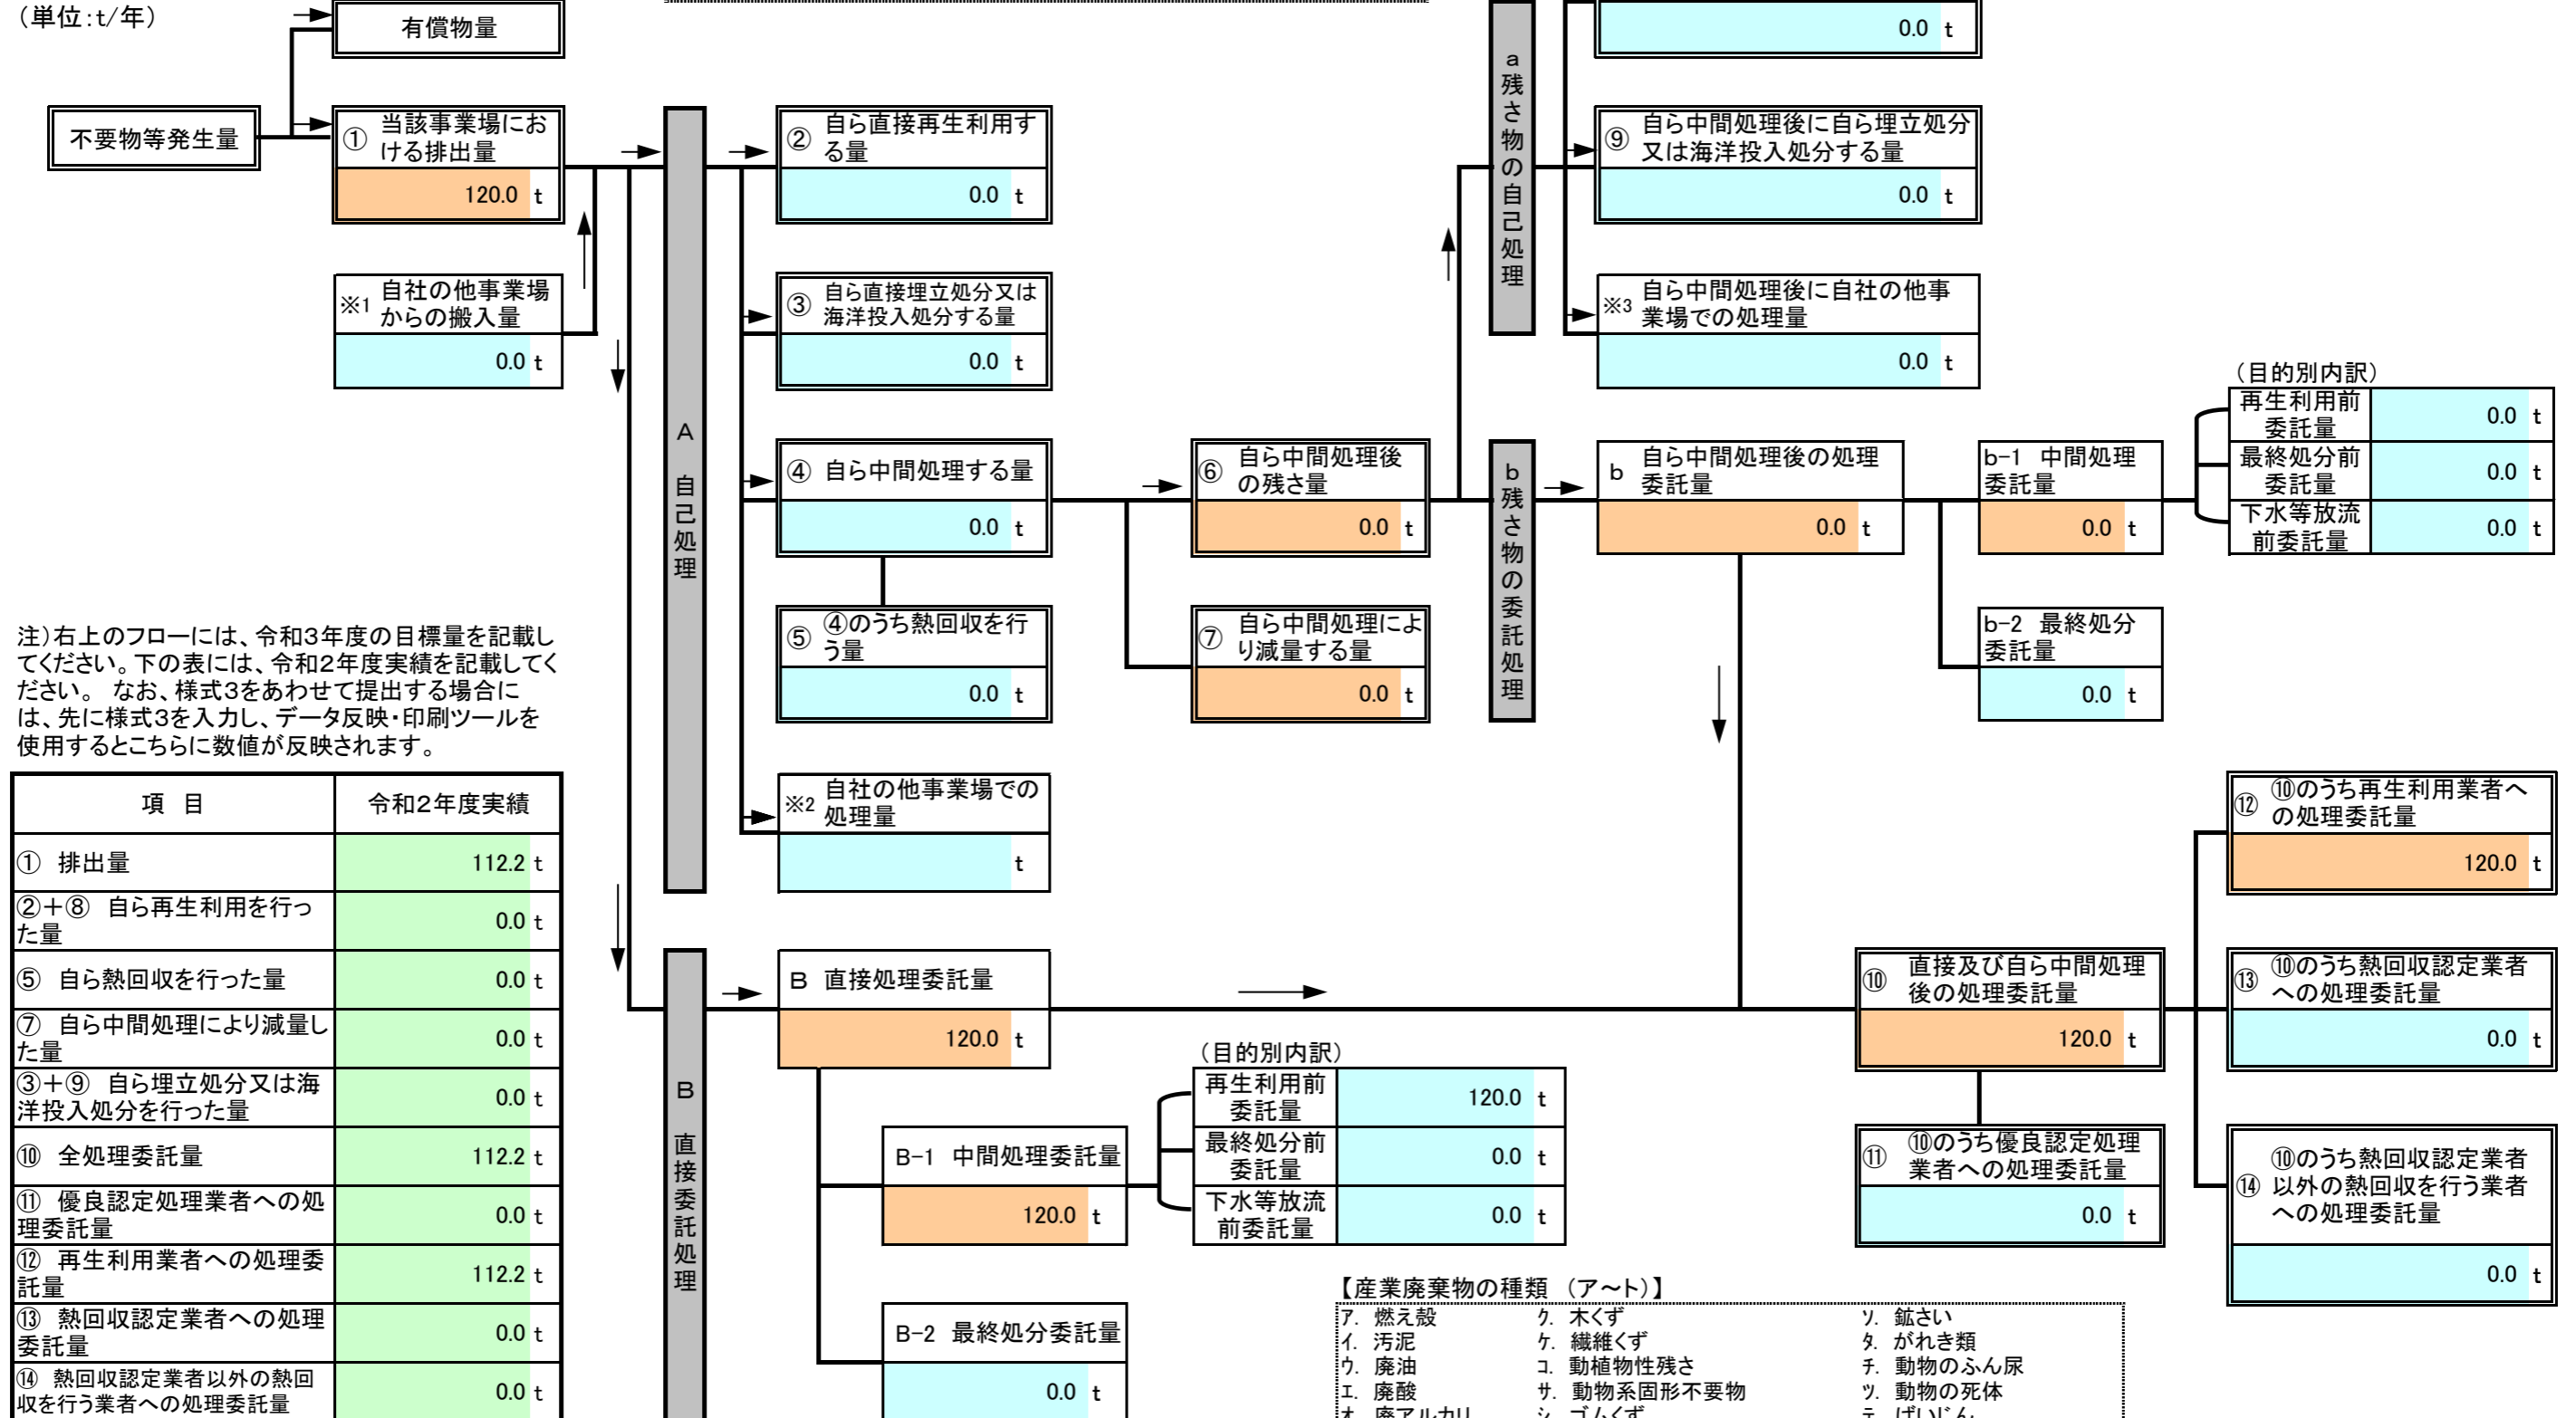 (単位:t/年)
有償物量
不要物等発生量
① 当該事業場にお
ける排出量
120.0 t
※1 自社の他事業場
からの搬入量
0.0 t
A 自己処理
② 自ら直接再生利用す
る量
0.0 t
③ 自ら直接埋立処分又は
海洋投入処分する量
0.0 t
④ 自ら中間処理する量
0.0 t
⑤ ④のうち熱回収を行
う量
0.0 t
※2 自社の他事業場での
処理量
t
⑥ 自ら中間処理後
の残さ量
0.0 t
⑦ 自ら中間処理によ
り減量する量
0.0 t
a 残さ物の自己処理
0.0 t
⑨ 自ら中間処理後に自ら埋立処分
又は海洋投入処分する量
0.0 t
※3 自ら中間処理後に自社の他事
業場での処理量
0.0 t
b 残さ物の委託処理
b 自ら中間処理後の処理
委託量
0.0 t
b-1 中間処理
委託量
0.0 t
(目的別内訳)
再生利用前
委託量
0.0 t
最終処分前
委託量
0.0 t
下水等放流
前委託量
0.0 t
b-2 最終処分
委託量
0.0 t
注)右上のフローには、令和3年度の目標量を記載し
てください。下の表には、令和2年度実績を記載してく
ださい。 なお、様式3をあわせて提出する場合に
は、先に様式3を入力し、データ反映・印刷ツールを
使用するとこちらに数値が反映されます。
項 目 令和2年度実績
① 排出量 112.2 t
②+⑧ 自ら再生利用を行っ
た量
0.0 t
⑤ 自ら熱回収を行った量 0.0 t
⑦ 自ら中間処理により減量し
た量
0.0 t
③+⑨ 自ら埋立処分又は海
洋投入処分を行った量
0.0 t
⑩ 全処理委託量 112.2 t
⑪ 優良認定処理業者への処
理委託量
0.0 t
⑫ 再生利用業者への処理委
託量
112.2 t
⑬ 熱回収認定業者への処理
委託量
0.0 t
⑭ 熱回収認定業者以外の熱回
収を行う業者への処理委託量
0.0 t
B 直接委託処理
B 直接処理委託量
120.0 t
B-1 中間処理委託量
120.0 t
(目的別内訳)
再生利用前
委託量
120.0 t
最終処分前
委託量
0.0 t
下水等放流
前委託量
0.0 t
B-2 最終処分委託量
0.0 t
⑩ 直接及び自ら中間処理
後の処理委託量
120.0 t
⑪ ⑩のうち優良認定処理
業者への処理委託量
0.0 t
⑫ ⑩のうち再生利用業者へ
の処理委託量
120.0 t
⑬ ⑩のうち熱回収認定業者
への処理委託量
0.0 t
⑭ ⑩のうち熱回収認定業者
以外の熱回収を行う業者
への処理委託量
0.0 t
【産業廃棄物の種類 (ア~ト)】
ア. 燃え殻 ク. 木くず ソ. 鉱さい
イ. 汚泥 ケ. 繊維くず タ. がれき類
ウ. 廃油 コ. 動植物性残さ チ. 動物のふん尿
エ. 廃酸 サ. 動物系固形不要物 ツ. 動物の死体
オ. 廃アルカリ シ. ゴムくず テ. ばいじん